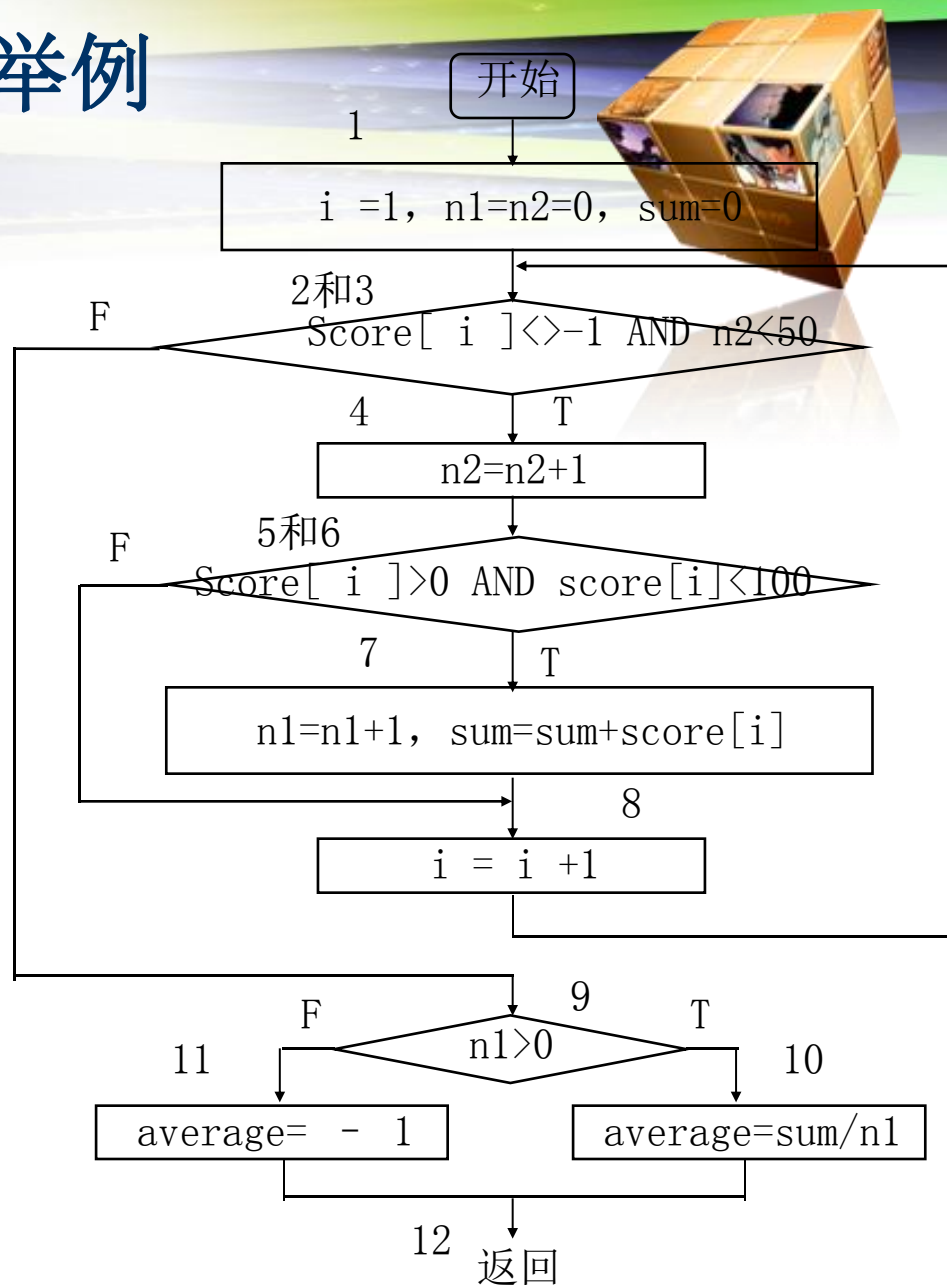 举例
开始
1
i =1, n1=n2=0, sum=0
2和3
F
Score[ i ]<>-1 AND n2<50
4
T
n2=n2+1
5和6
F
Score[ i ]>0 AND score[i]<100
7
T
n1=n1+1, sum=sum+score[i]
8
i = i +1
9
F
T
n1>0
11
10
average= - 1
average=sum/n1
12
返回